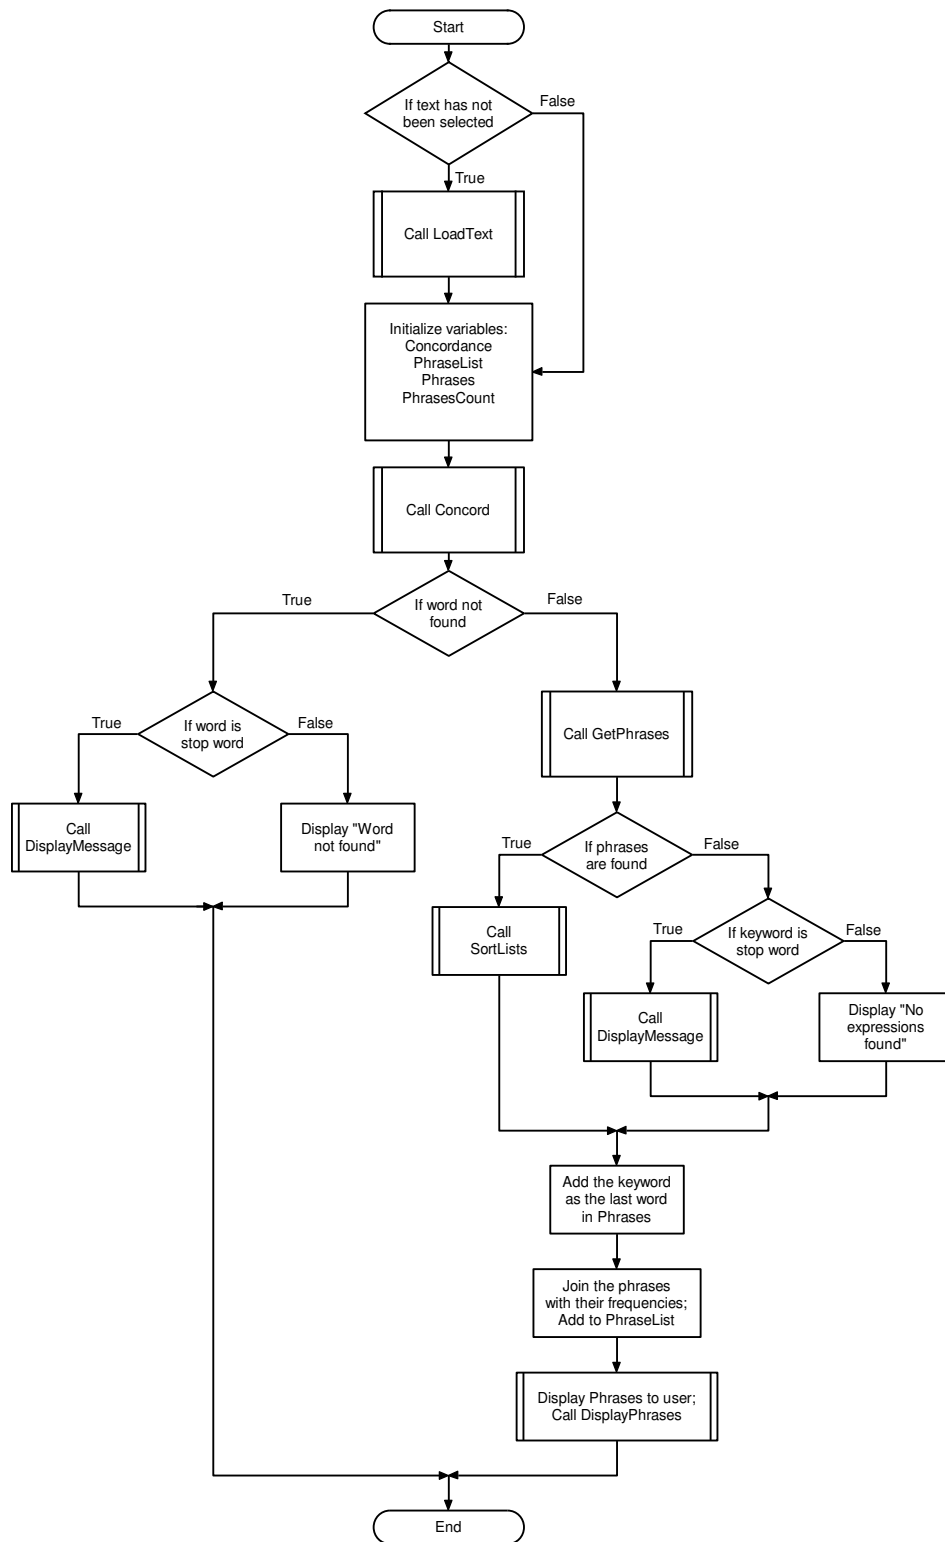 Start
If text has not
been selected
False
True
Call LoadText
Initialize variables:
Concordance
PhraseList
Phrases
PhrasesCount
Call Concord
If word not
found
True
False
If word is
stop word
True
False
Call GetPhrases
Call
DisplayMessage
Display "Word
not found"
If phrases
are found
True
False
Call
SortLists
If keyword is
stop word
True
False
Call
DisplayMessage
Display "No
expressions
found"
Add the keyword
as the last word
in Phrases
Join the phrases
with their frequencies;
Add to PhraseList
Display Phrases to user;
Call DisplayPhrases
End